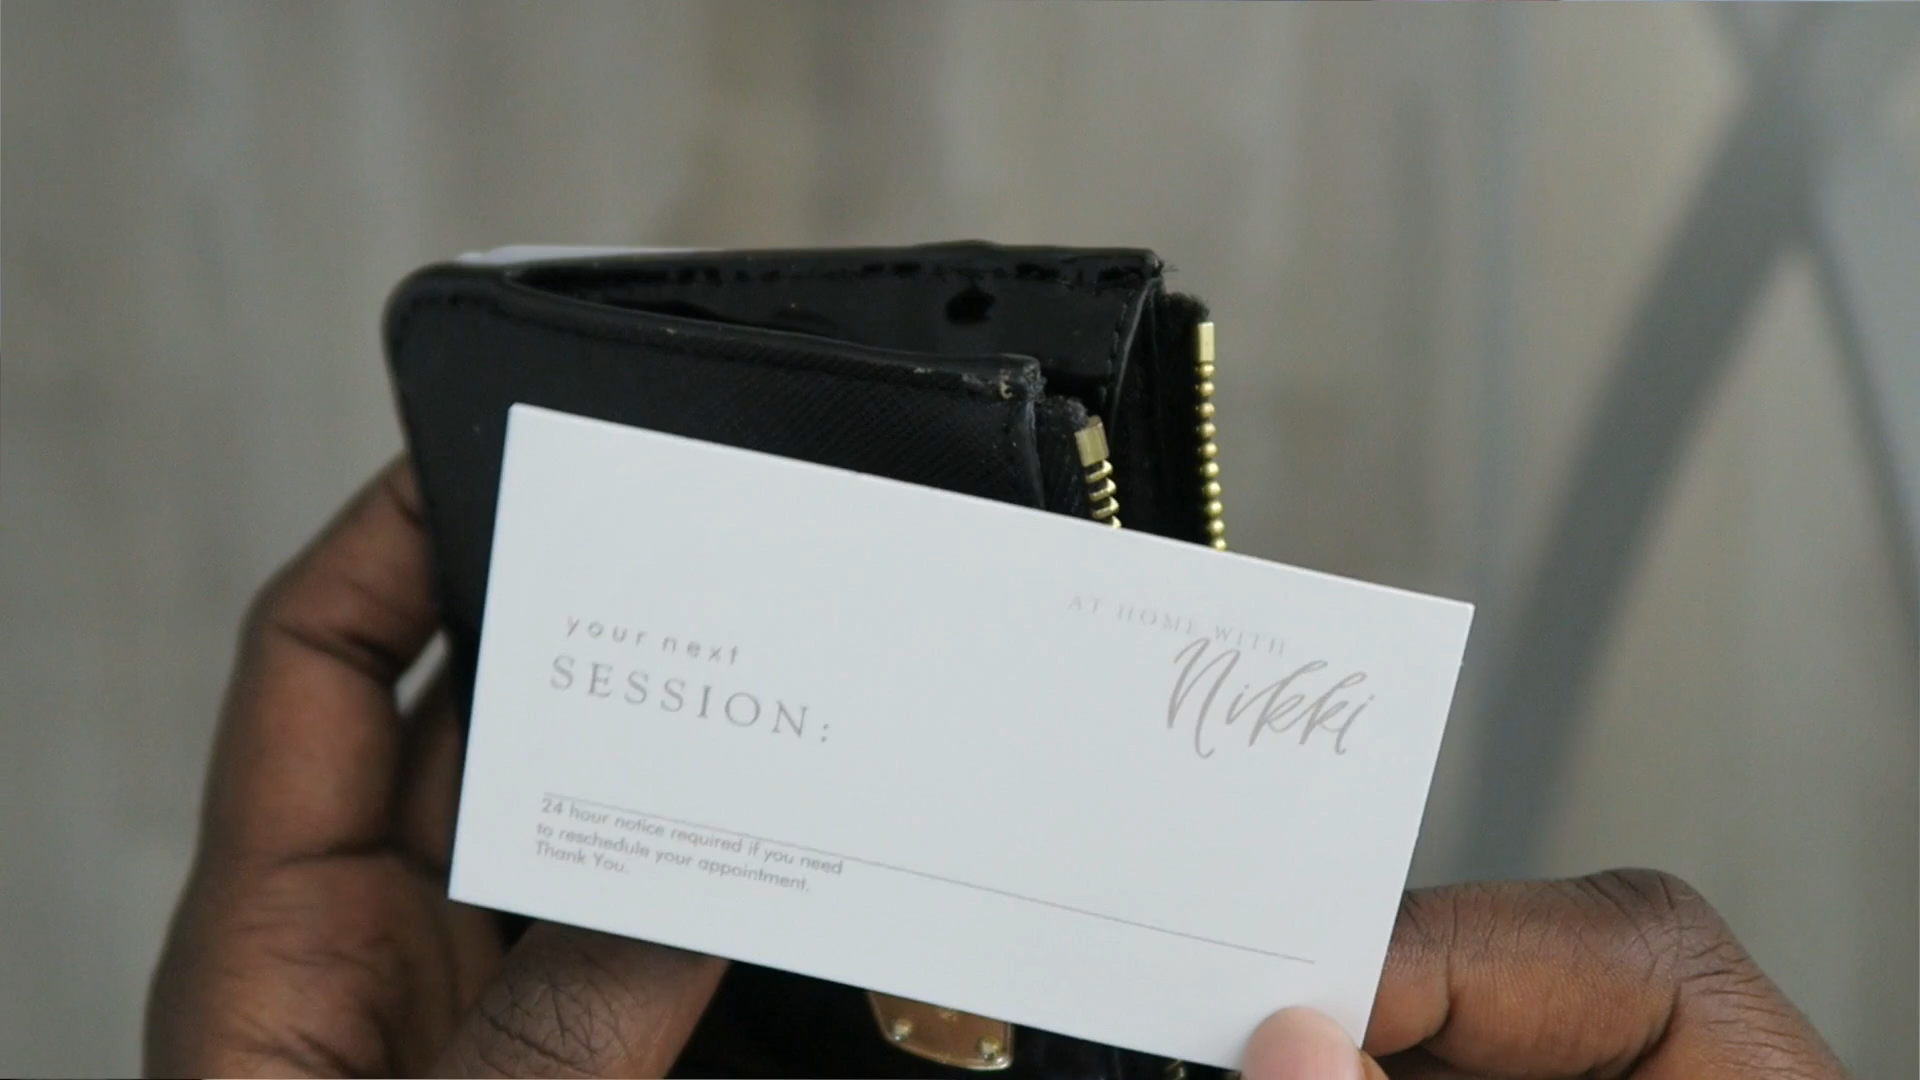 AT HOME WITH
Nikki
your next
SESSION:
24 hour notice required if you need
to reschedule your appointment.
Thank You.